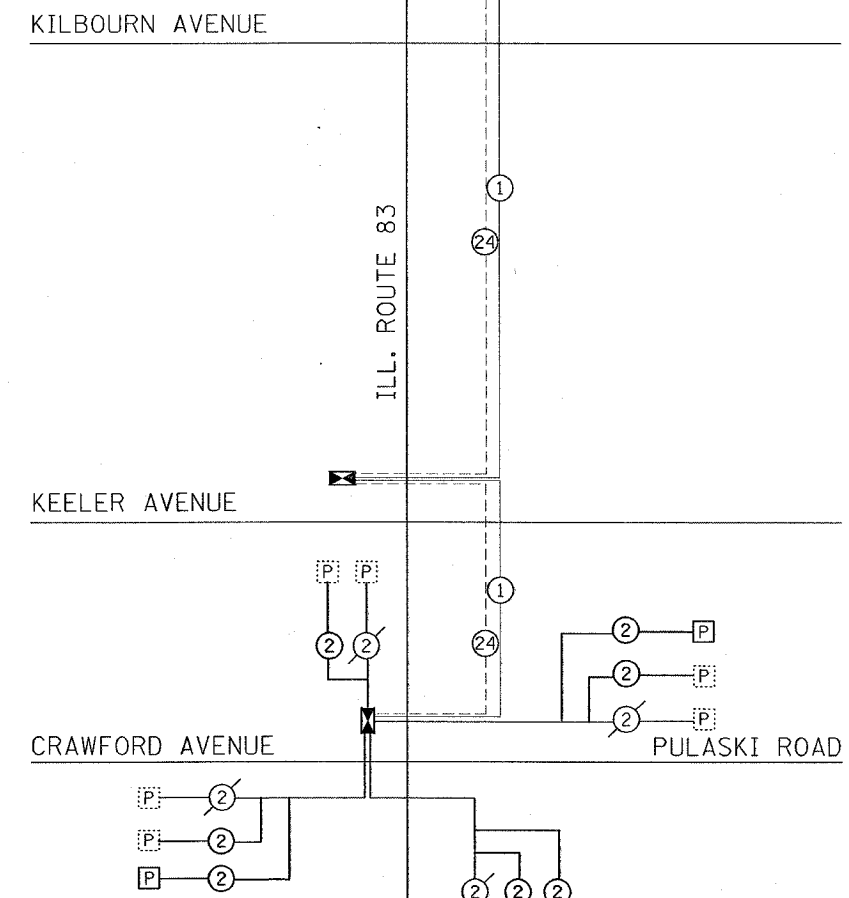 KILBOURN AVENUE
1
24
ILL. ROUTE 83
KEELER AVENUE
P P
1
2 2
24
2 P
2 P
2 P
CRAWFORD AVENUE
PULASKI ROAD
P 2
P 2
P 2
2 2 2